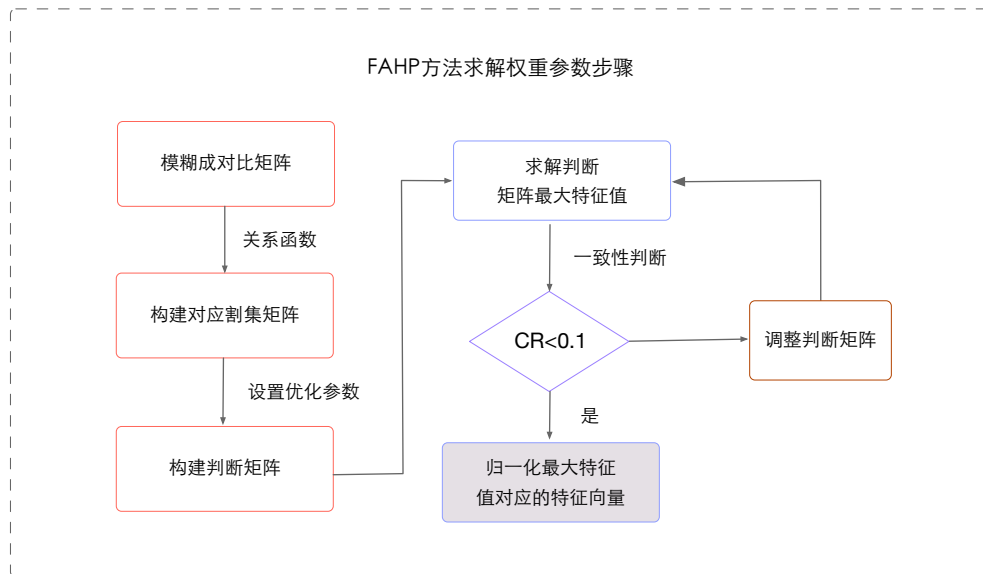 FAHP方法求解权重参数步骤
模糊成对比矩阵
关系函数
构建对应割集矩阵
设置优化参数
构建判断矩阵
求解判断
矩阵最大特征值
一致性判断
CR<0.1
调整判断矩阵
是
归一化最大特征
值对应的特征向量